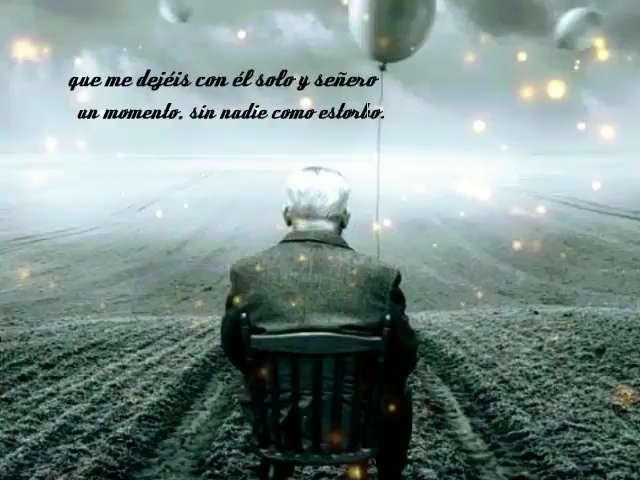 que me dejéis con él solo y señero
un momento, sin nadie como estorbo.